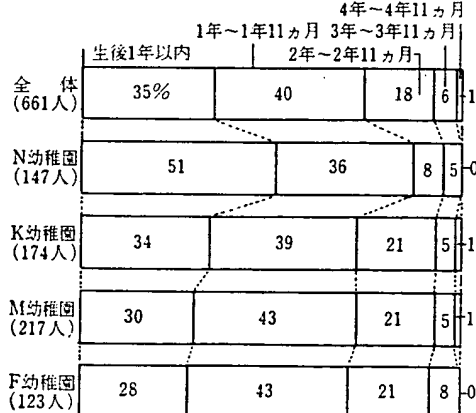 4年～4年11ヵ月
1年～1年11ヵ月 3年～3年11ヵ月
生後1年以内 2年～2年11ヵ月
全体 35% 40 18 6 1
(661人)
N幼稚園 51 36 8 5 0
(147人)
K幼稚園 34 39 21 5 1
(174人)
M幼稚園 30 43 21 5 1
(217人)
F幼稚園 28 43 21 8 0
(123人)